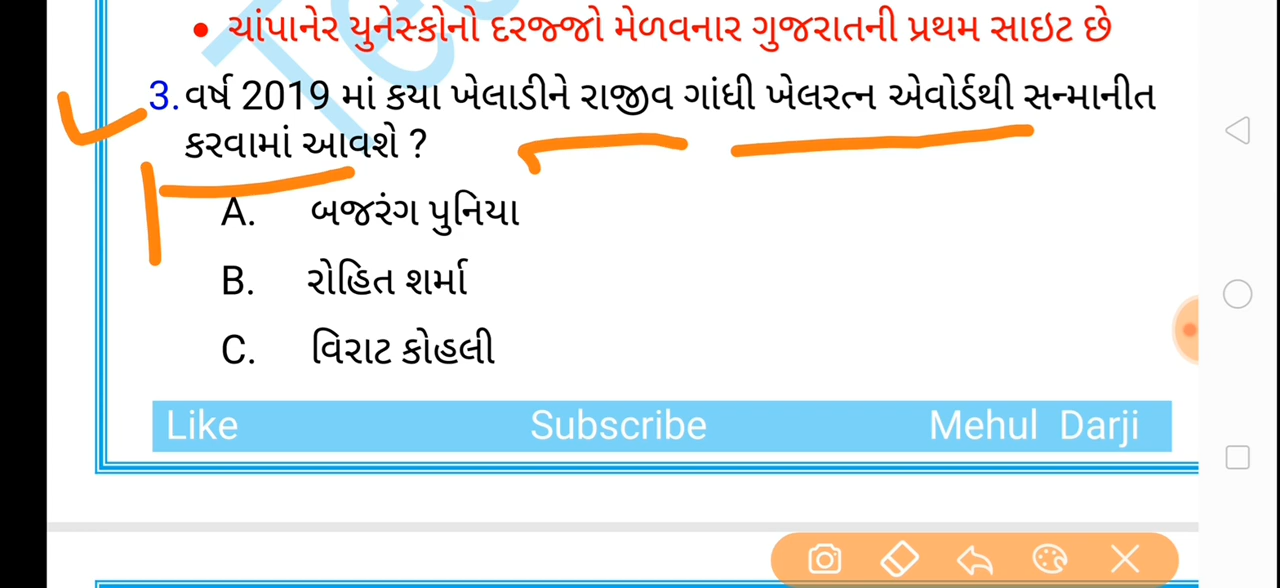 • ચાંપાનેર યુનેસ્કોનો દરજ્જો મેળવનાર ગુજરાતની પ્રથમ સાઇટ છે
3. વર્ષ 2019 માં કયા ખેલાડીને રાજીવ ગાંધી ખેલરત્ન એવોર્ડથી સન્માનીત
કરવામાં આવશે ?
A. બજરંગ પુનિયા
B. રોહિત શર્મા
C. વિરાટ કોહલી
Like Subscribe Mehul Darji